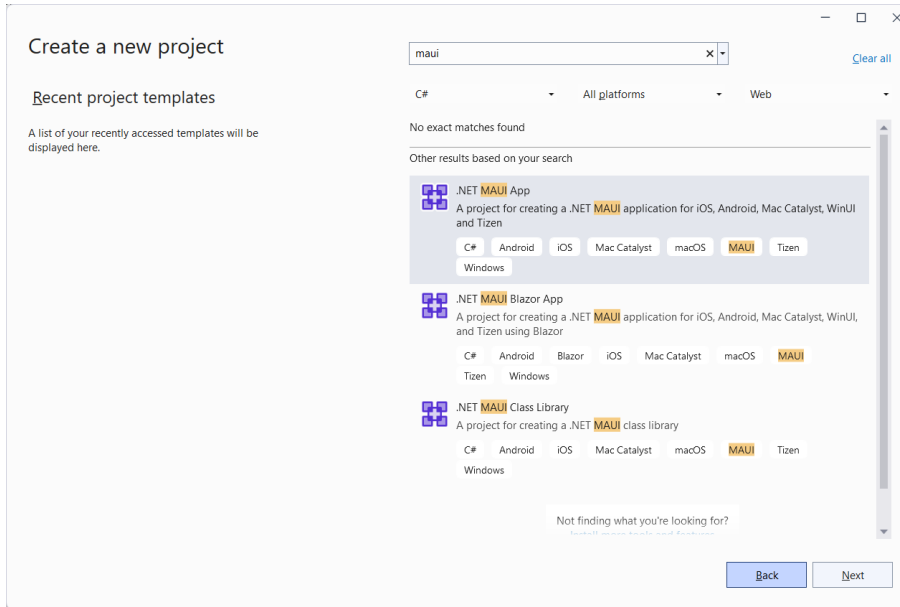 Create a new project
Recent project templates
A list of your recently accessed templates will be
displayed here.
maui
Clear all
C# All platforms Web
No exact matches found
Other results based on your search
.NET MAUI App
A project for creating a .NET MAUI application for iOS, Android, Mac Catalyst, WinUI
and Tizen
C# Android iOS Mac Catalyst macOS MAUI Tizen
Windows
.NET MAUI Blazor App
A project for creating a .NET MAUI application for iOS, Android, Mac Catalyst, WinUI,
and Tizen using Blazor
C# Android Blazor iOS Mac Catalyst macOS MAUI
Tizen Windows
.NET MAUI Class Library
A project for creating a .NET MAUI class library
C# Android iOS Mac Catalyst macOS MAUI Tizen
Windows
Not finding what you're looking for?
Install more tools and features
Back Next